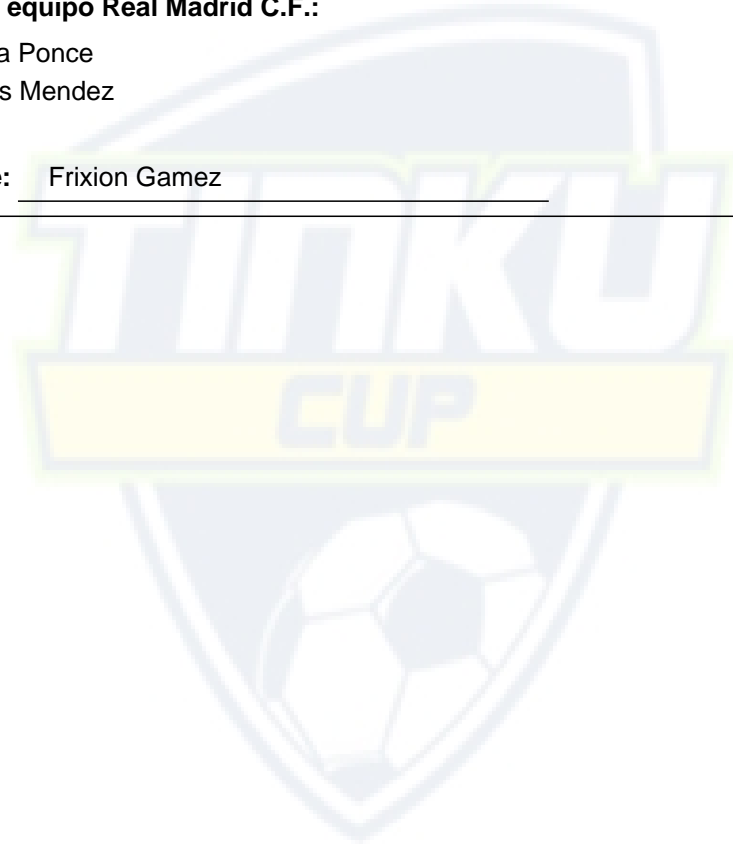 equipo Real Madrid C.F.:
a Ponce
s Mendez
: Frixion Gamez
TINKU
CUP